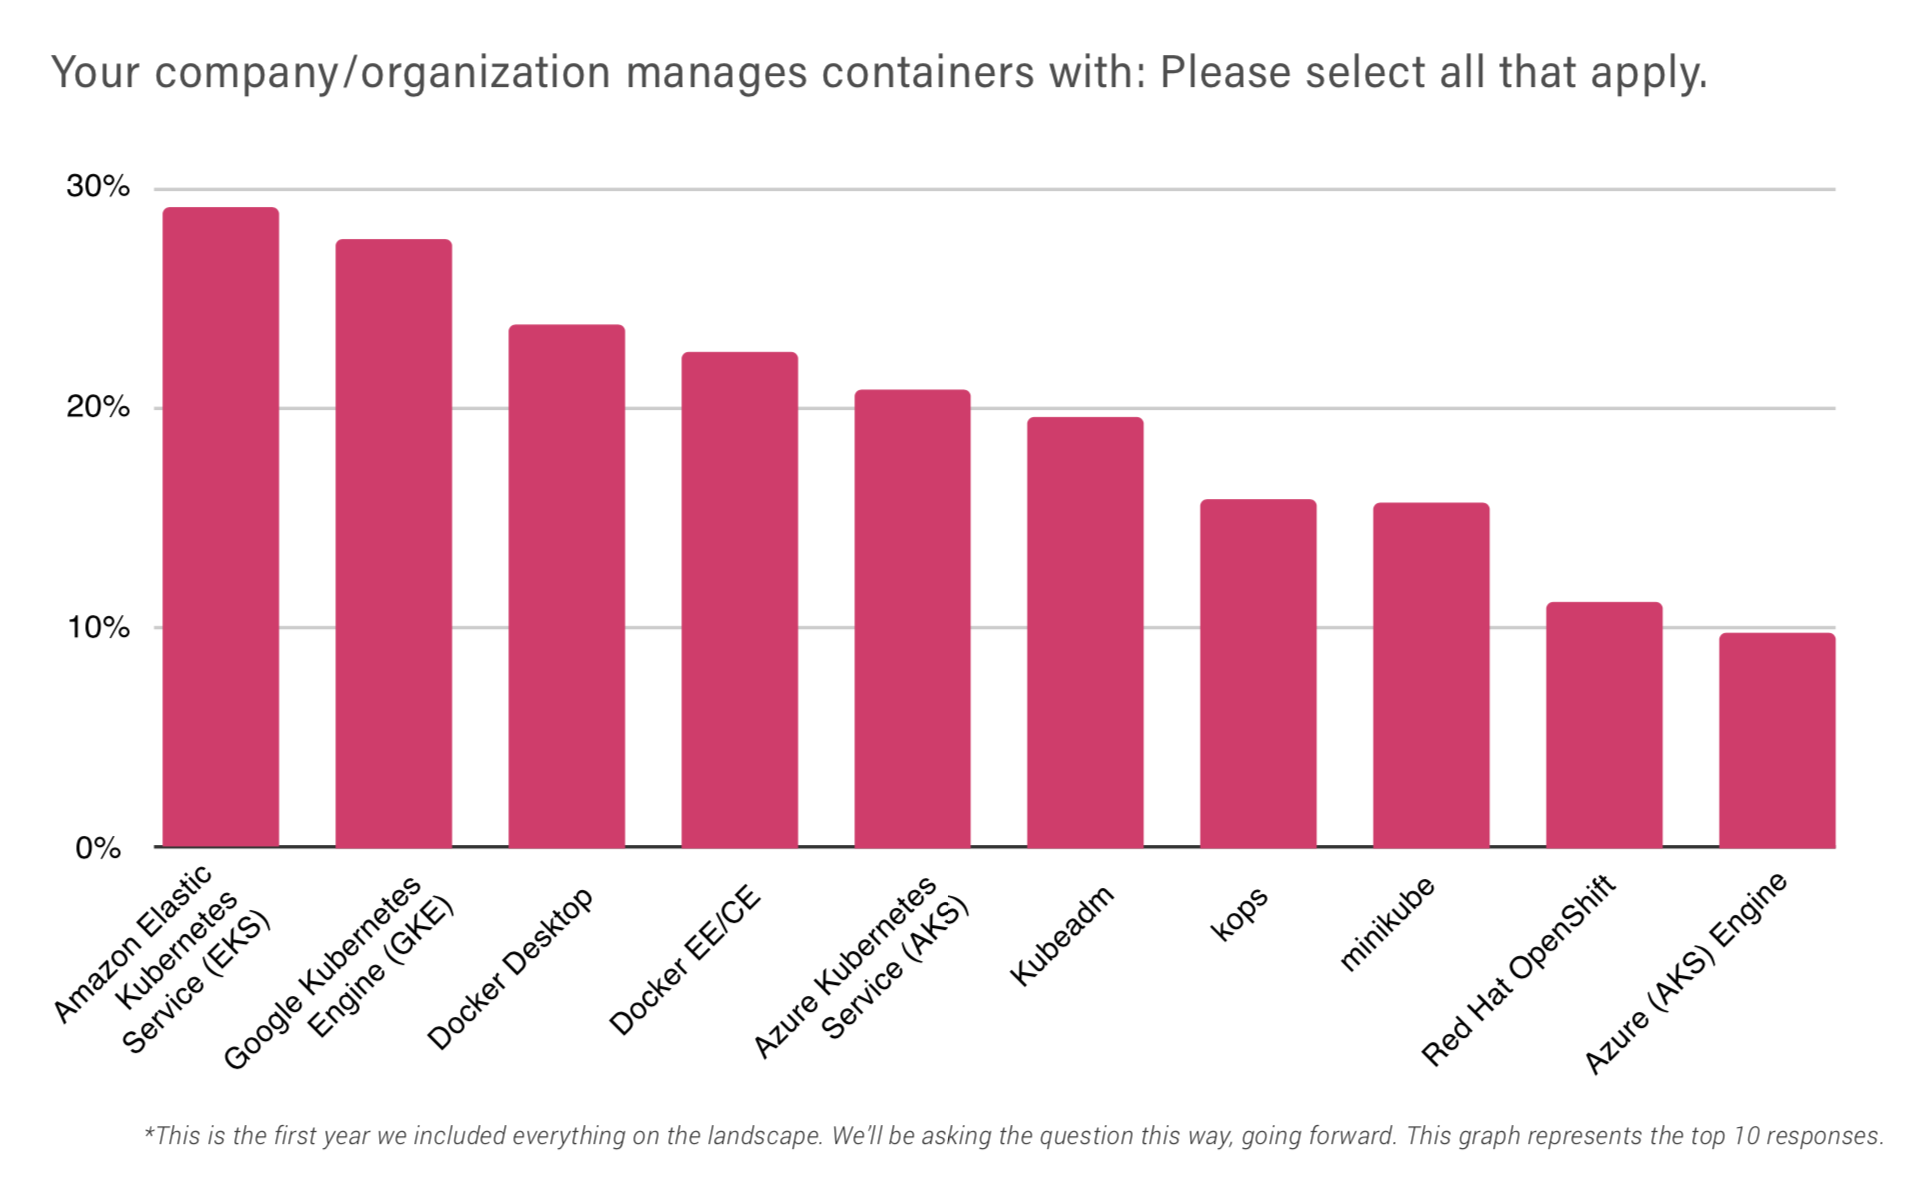 Your company/organization manages containers with: Please select all that apply.
30%
20%
10%
0%
Amazon Elastic
Kubernetes
Service (EKS)
Google Kubernetes
Engine (GKE)
Docker Desktop
Docker EE/CE
Azure Kubernetes
Service (AKS)
Kubeadm
kops
minikube
Red Hat OpenShift
Azure (AKS) Engine
*This is the first year we included everything on the landscape. We'll be asking the question this way, going forward. This graph represents the top 10 responses.